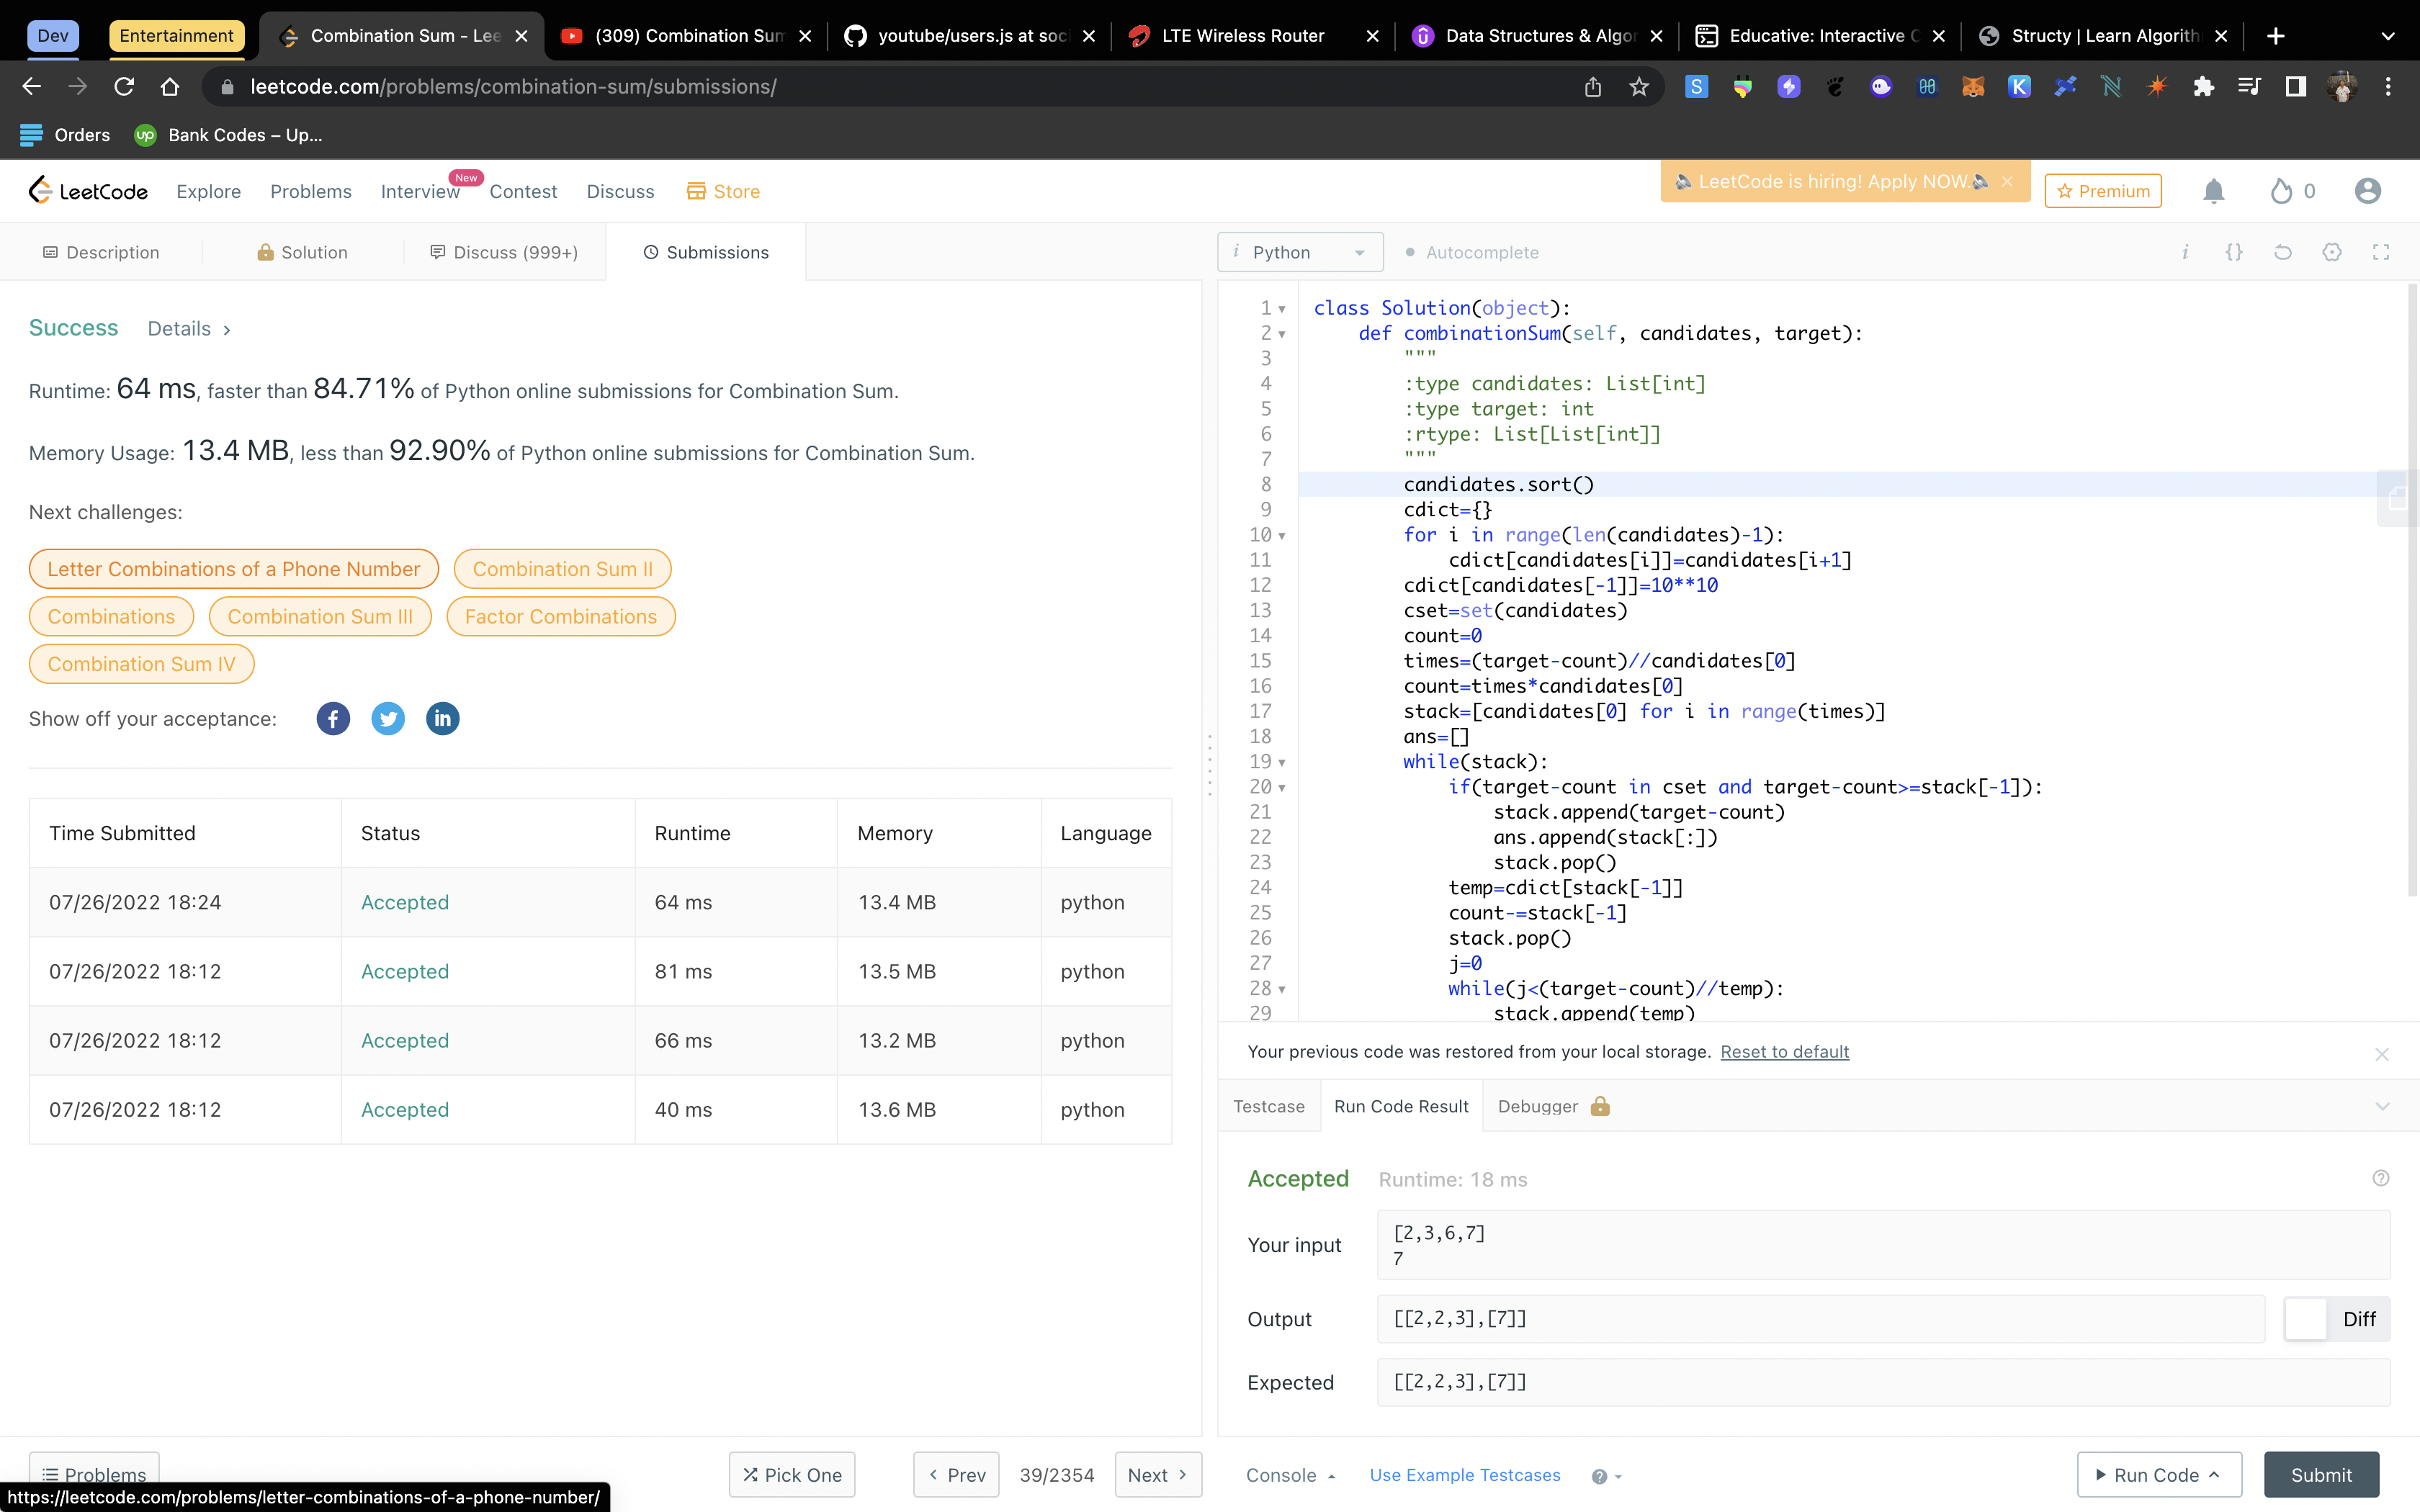 Dev
Entertainment
Combination Sum - Lee
(309) Combination Sum
youtube/users.js at soci
LTE Wireless Router
Data Structures & Algor
Educative: Interactive C
Structy | Learn Algorith
leetcode.com/problems/combination-sum/submissions/
Orders
Bank Codes – Up...
LeetCode
Explore
Problems
Interview
New
Contest
Discuss
Store
LeetCode is hiring! Apply NOW.
Premium
0
Description
Solution
Discuss (999+)
Submissions
i Python
Autocomplete
Success
Details >
Runtime: 64 ms, faster than 84.71% of Python online submissions for Combination Sum.
Memory Usage: 13.4 MB, less than 92.90% of Python online submissions for Combination Sum.
Next challenges:
Letter Combinations of a Phone Number
Combination Sum II
Combinations
Combination Sum III
Factor Combinations
Combination Sum IV
Show off your acceptance:
Time Submitted Status Runtime Memory Language
07/26/2022 18:24 Accepted 64 ms 13.4 MB python
07/26/2022 18:12 Accepted 81 ms 13.5 MB python
07/26/2022 18:12 Accepted 66 ms 13.2 MB python
07/26/2022 18:12 Accepted 40 ms 13.6 MB python
1 class Solution(object):
2 def combinationSum(self, candidates, target):
3 """
4 :type candidates: List[int]
5 :type target: int
6 :rtype: List[List[int]]
7 """
8 candidates.sort()
9 cdict={}
10 for i in range(len(candidates)-1):
11 cdict[candidates[i]]=candidates[i+1]
12 cdict[candidates[-1]]=10**10
13 cset=set(candidates)
14 count=0
15 times=(target-count)//candidates[0]
16 count=times*candidates[0]
17 stack=[candidates[0] for i in range(times)]
18 ans=[]
19 while(stack):
20 if(target-count in cset and target-count>=stack[-1]):
21 stack.append(target-count)
22 ans.append(stack[:])
23 stack.pop()
24 temp=cdict[stack[-1]]
25 count-=stack[-1]
26 stack.pop()
27 j=0
28 while(j<(target-count)//temp):
29 stack.append(temp)
Your previous code was restored from your local storage. Reset to default
Testcase
Run Code Result
Debugger
Accepted
Runtime: 18 ms
Your input
[2,3,6,7]
7
Output
[[2,2,3],[7]]
Diff
Expected
[[2,2,3],[7]]
Problems
Pick One
< Prev
39/2354
Next >
Console
Use Example Testcases
Run Code
Submit
https://leetcode.com/problems/letter-combinations-of-a-phone-number/